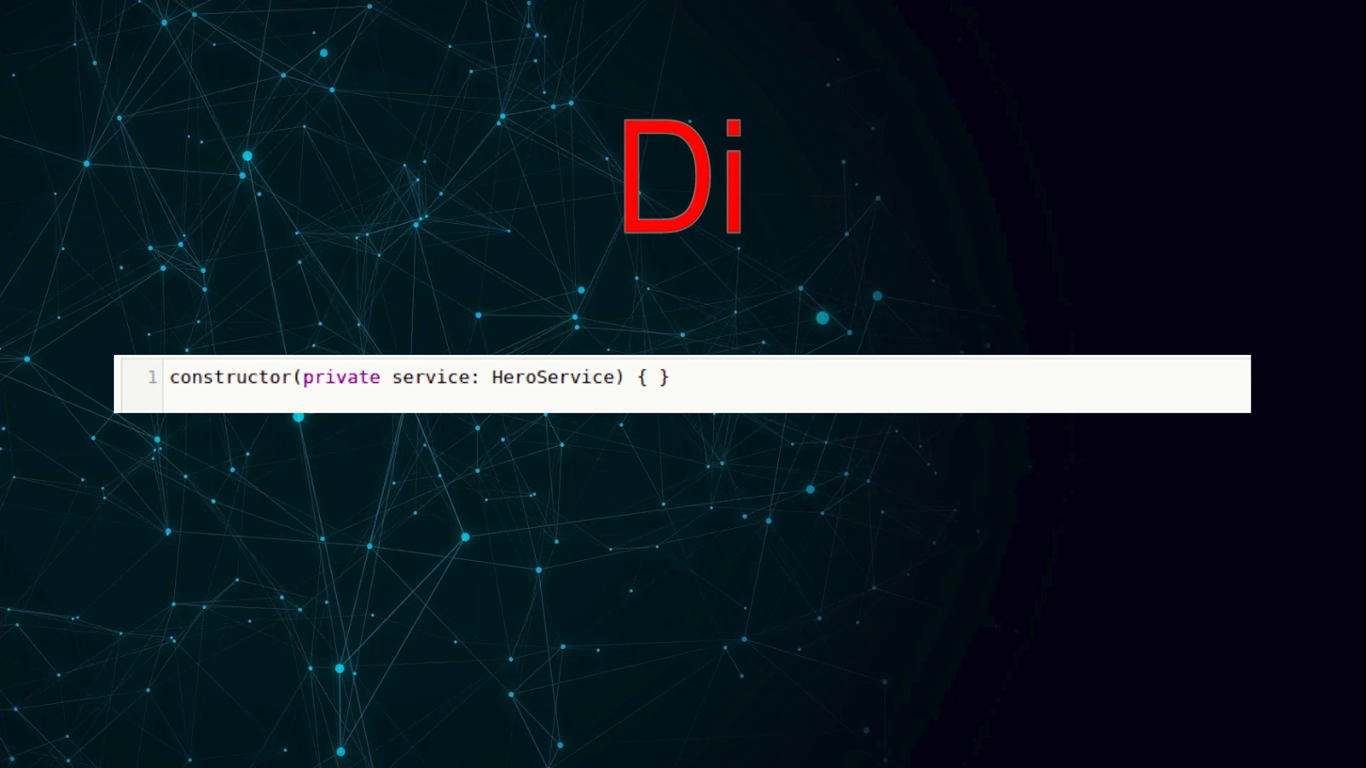 Di
1 constructor(private service: HeroService) { }